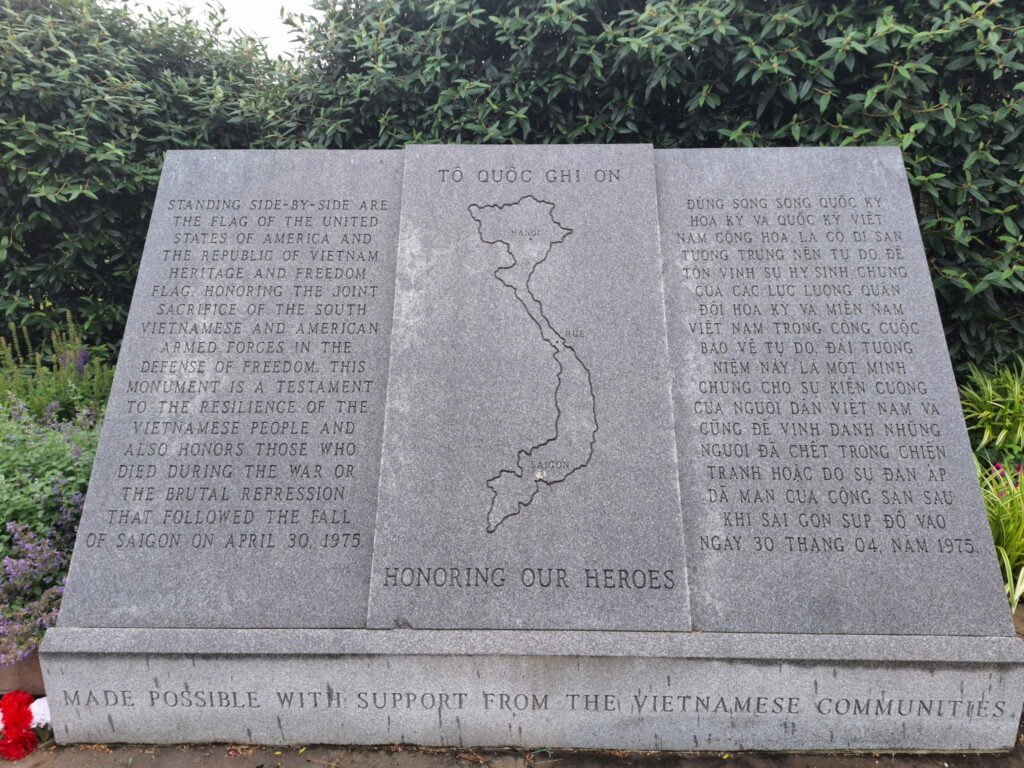 STANDING SIDE-BY-SIDE ARE
THE FLAG OF THE UNITED
STATES OF AMERICA AND
THE REPUBLIC OF VIETNAM
HERITAGE AND FREEDOM
FLAG, HONORING THE JOINT
SACRIFICE OF THE SOUTH
VIETNAMESE AND AMERICAN
ARMED FORCES IN THE
DEFENSE OF FREEDOM. THIS
MONUMENT IS A TESTAMENT
TO THE RESILIENCE OF THE
VIETNAMESE PEOPLE AND
ALSO HONORS THOSE WHO
DIED DURING THE WAR OR
THE BRUTAL REPRESSION
THAT FOLLOWED THE FALL
OF SAIGON ON APRIL 30, 1975.
TỔ QUỐC GHI ƠN
HANOI
HUE
SAIGON
HONORING OUR HEROES
ĐỨNG SONG SONG QUỐC KỲ
HOA KỲ VÀ QUỐC KỲ VIỆT
NAM CỘNG HÒA, LÁ CỜ DI SẢN
TƯỢNG TRƯNG NỀN TỰ DO, ĐỂ
TÔN VINH SỰ HY SINH CHUNG
CỦA CÁC LỰC LƯỢNG QUÂN
ĐỘI HOA KỲ VÀ MIỀN NAM
VIỆT NAM TRONG CÔNG CUỘC
BẢO VỆ TỰ DO. ĐÀI TƯỞNG
NIỆM NÀY LÀ MỘT MINH
CHỨNG CHO SỰ KIÊN CƯỜNG
CỦA NGƯỜI DÂN VIỆT NAM VÀ
CŨNG ĐỂ VINH DANH NHỮNG
NGƯỜI ĐÃ CHẾT TRONG CHIẾN
TRANH HOẶC DO SỰ ĐÀN ÁP
DÃ MAN CỦA CỘNG SẢN SAU
KHI SÀI GÒN SỤP ĐỔ VÀO
NGÀY 30 THÁNG 04, NĂM 1975.
MADE POSSIBLE WITH SUPPORT FROM THE VIETNAMESE COMMUNITIES.